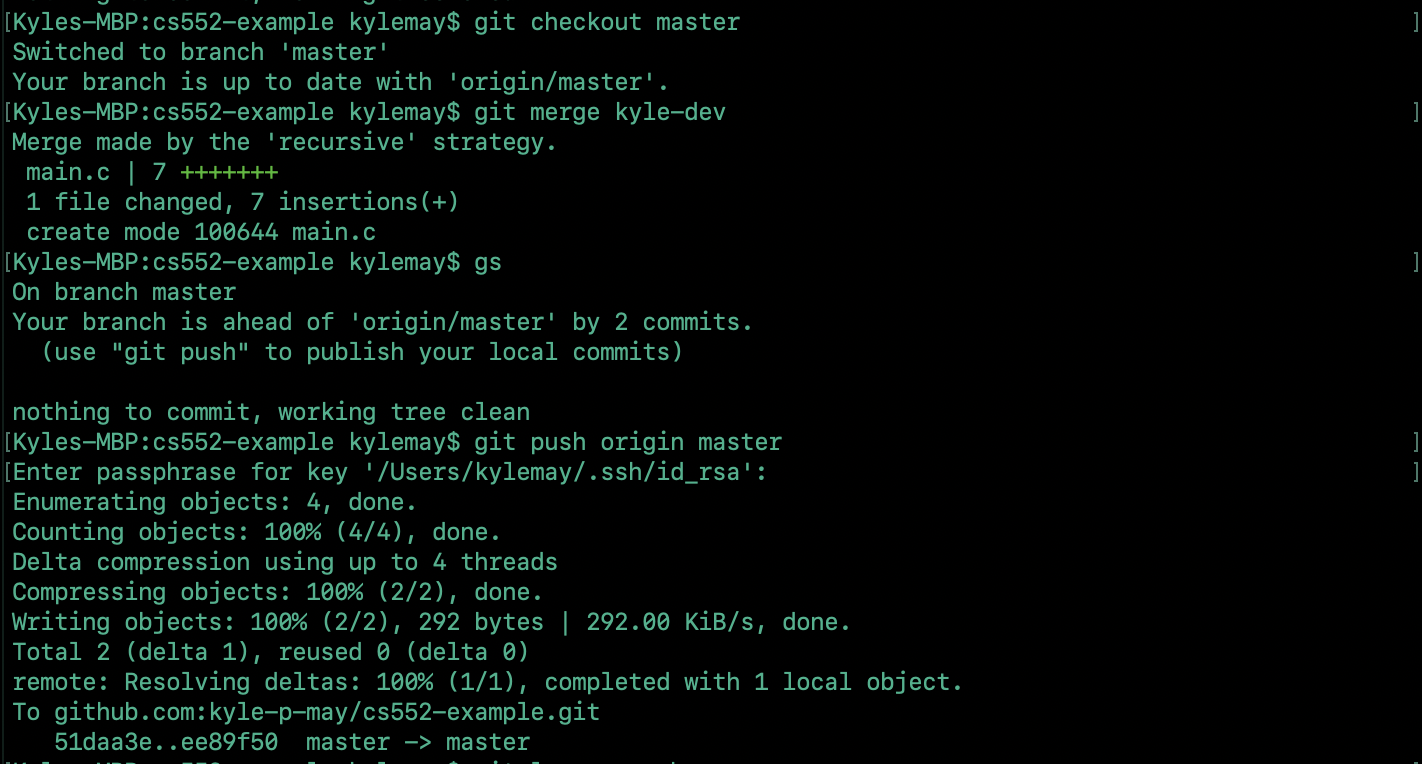 [Kyles-MBP:cs552-example kylemay$ git checkout master ]
Switched to branch 'master'
Your branch is up to date with 'origin/master'.
[Kyles-MBP:cs552-example kylemay$ git merge kyle-dev ]
Merge made by the 'recursive' strategy.
 main.c | 7 +++++++
 1 file changed, 7 insertions(+)
 create mode 100644 main.c
[Kyles-MBP:cs552-example kylemay$ gs ]
On branch master
Your branch is ahead of 'origin/master' by 2 commits.
  (use "git push" to publish your local commits)
nothing to commit, working tree clean
[Kyles-MBP:cs552-example kylemay$ git push origin master ]
[Enter passphrase for key '/Users/kylemay/.ssh/id_rsa': ]
Enumerating objects: 4, done.
Counting objects: 100% (4/4), done.
Delta compression using up to 4 threads
Compressing objects: 100% (2/2), done.
Writing objects: 100% (2/2), 292 bytes | 292.00 KiB/s, done.
Total 2 (delta 1), reused 0 (delta 0)
remote: Resolving deltas: 100% (1/1), completed with 1 local object.
To github.com:kyle-p-may/cs552-example.git
   51daa3e..ee89f50  master -> master